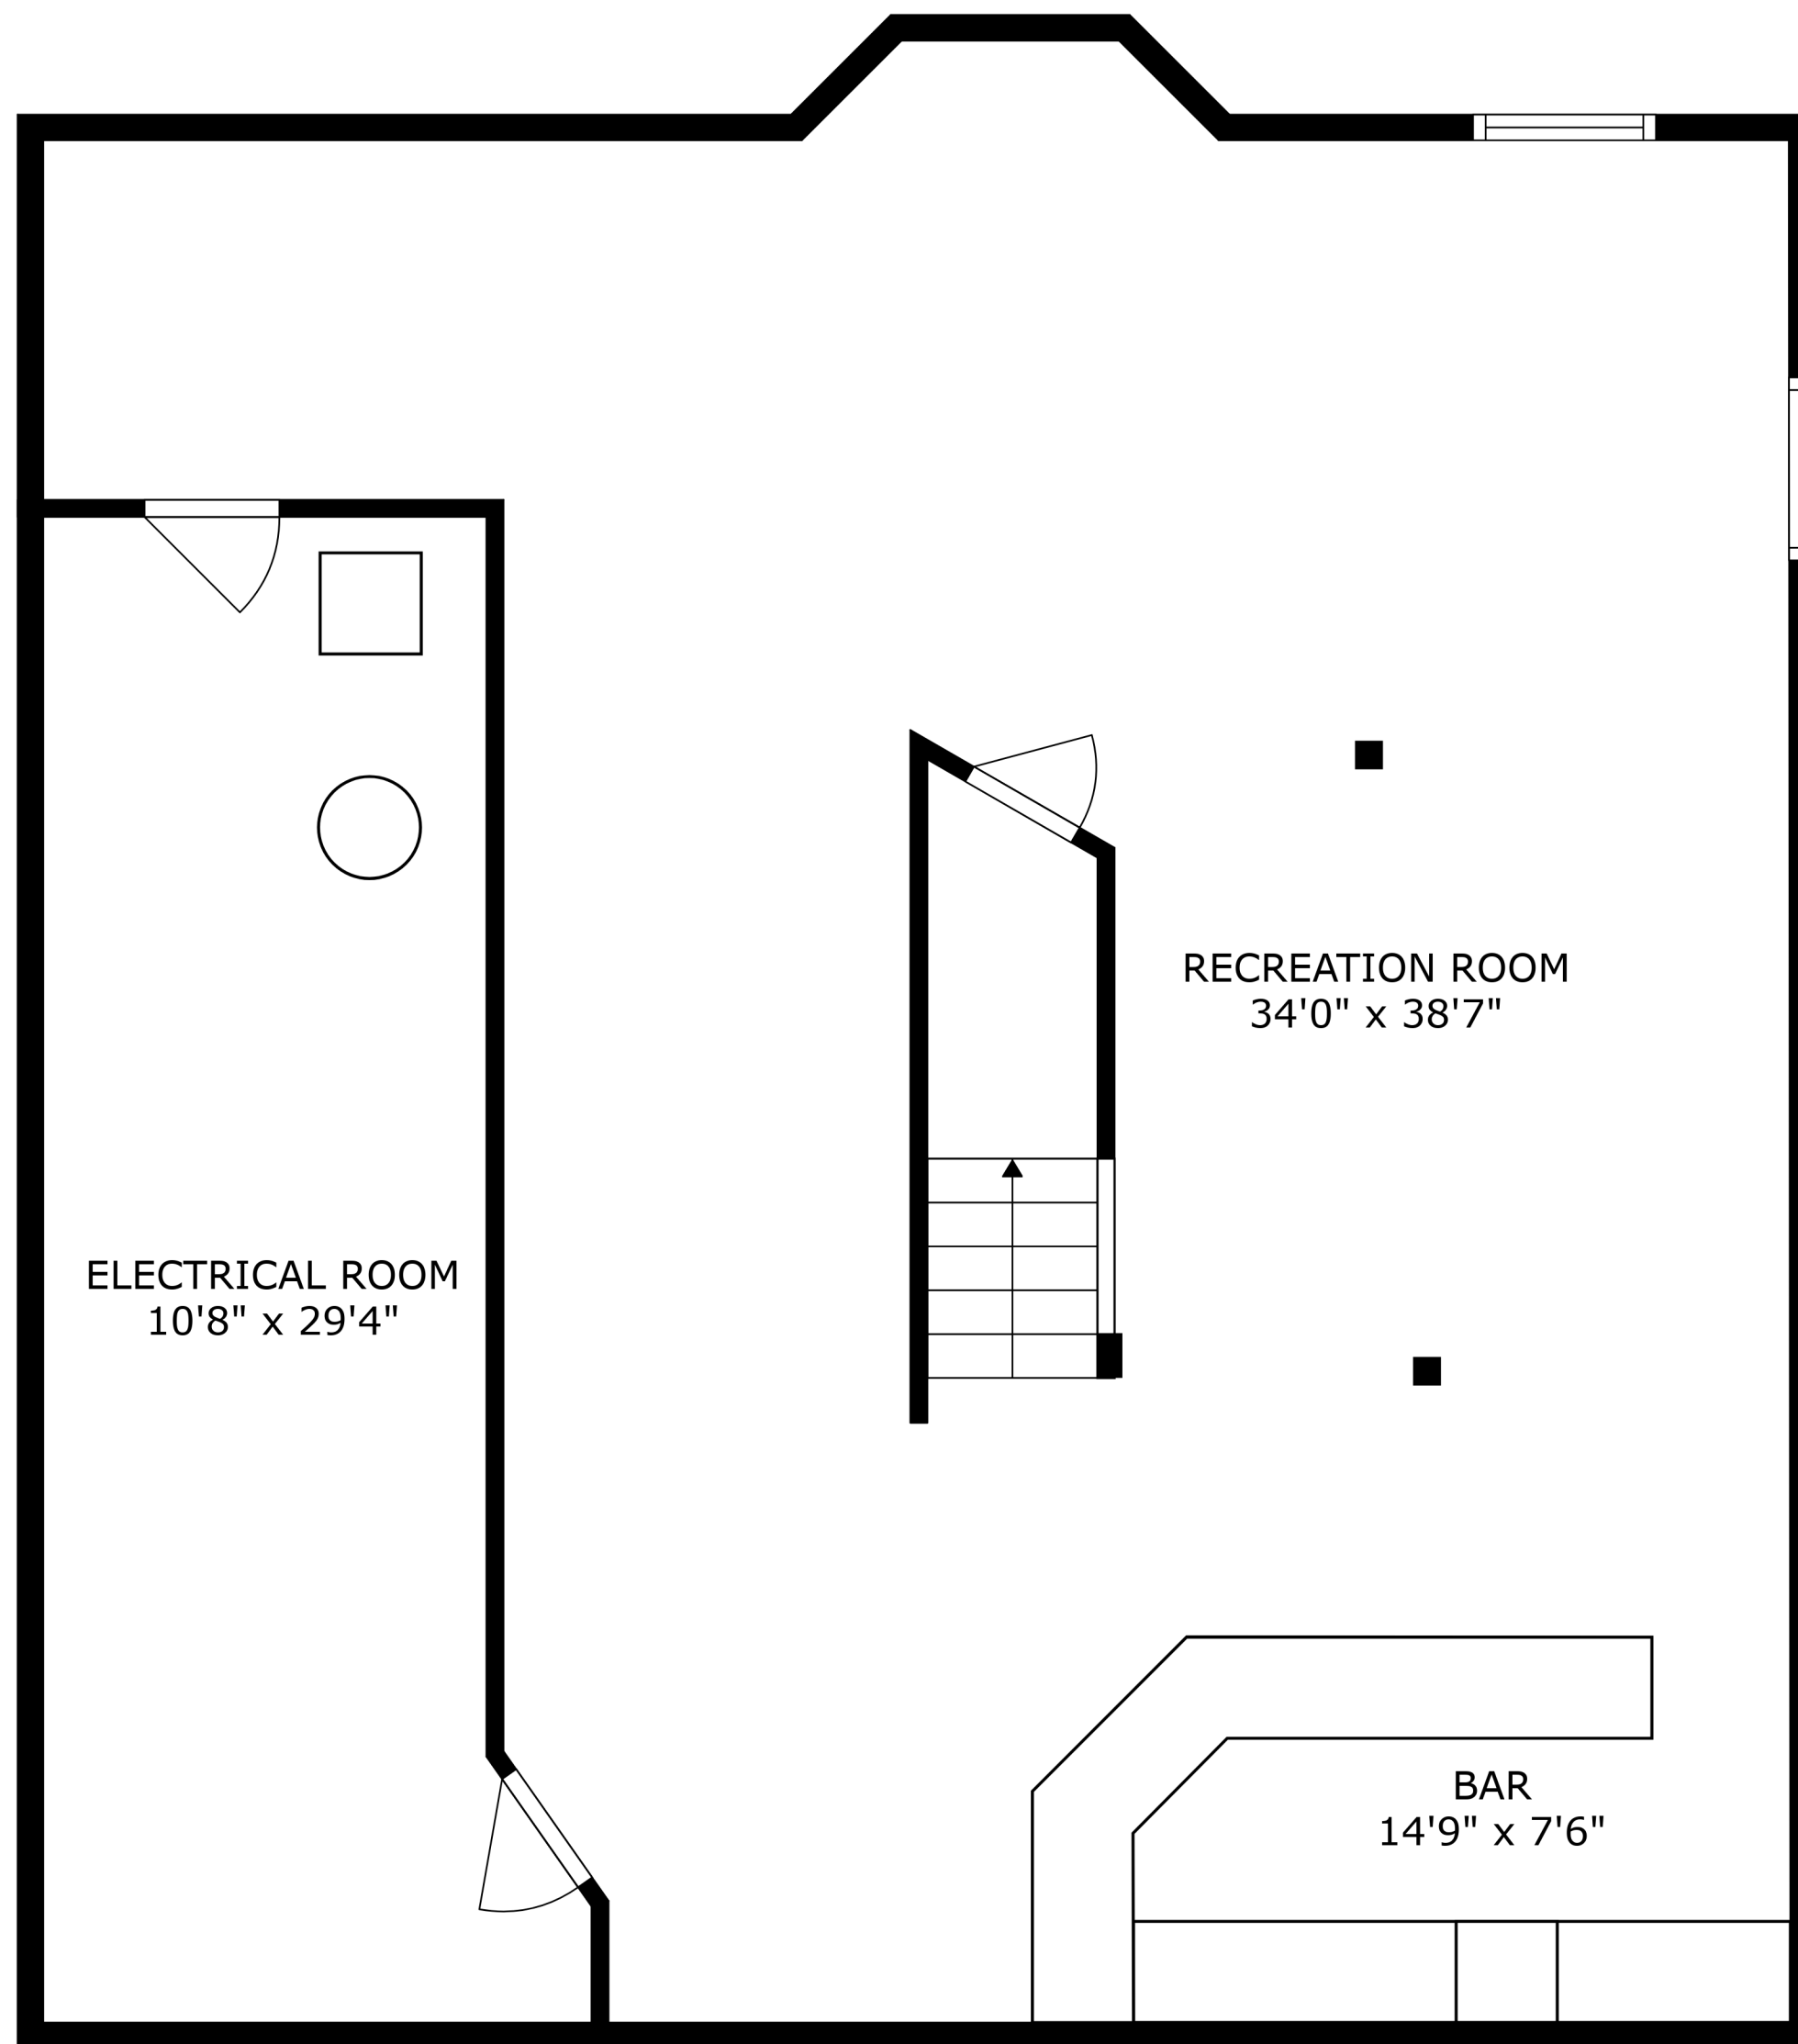 RECREATION ROOM
34'0" x 38'7"
ELECTRICAL ROOM
10'8" x 29'4"
BAR
14'9" x 7'6"